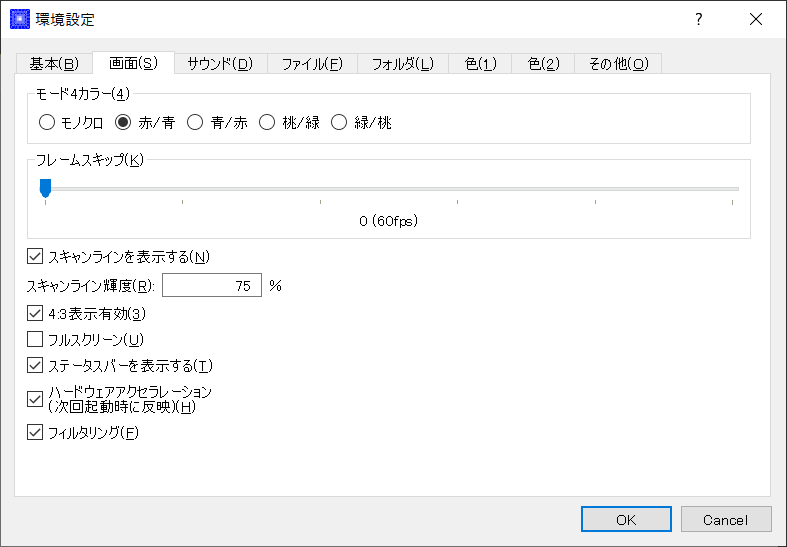 環境設定
基本(B) 画面(S) サウンド(D) ファイル(F) フォルダ(L) 色(1) 色(2) その他(O)
モード4カラー(4)
モノクロ 赤/青 青/赤 桃/緑 緑/桃
フレームスキップ(K)
0 (60fps)
スキャンラインを表示する(N)
スキャンライン輝度(R): 75 %
4:3表示有効(3)
フルスクリーン(U)
ステータスバーを表示する(T)
ハードウェアアクセラレーション
(次回起動時に反映)(H)
フィルタリング(F)
OK Cancel